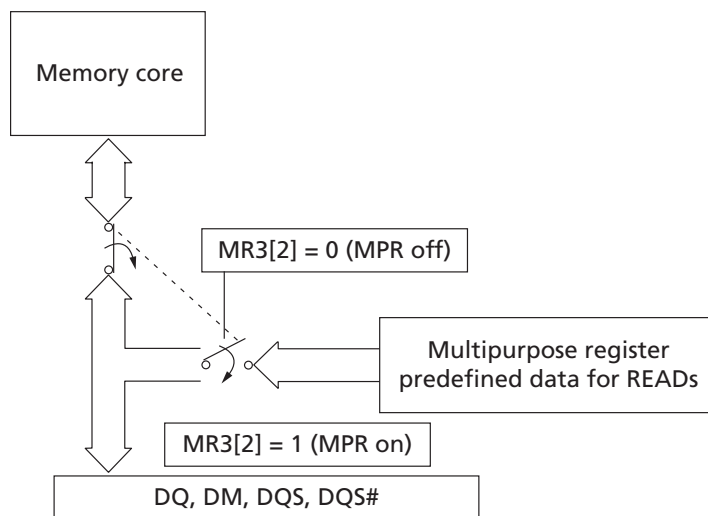 Memory core
MR3[2] = 0 (MPR off)
Multipurpose register
predefined data for READs
MR3[2] = 1 (MPR on)
DQ, DM, DQS, DQS#